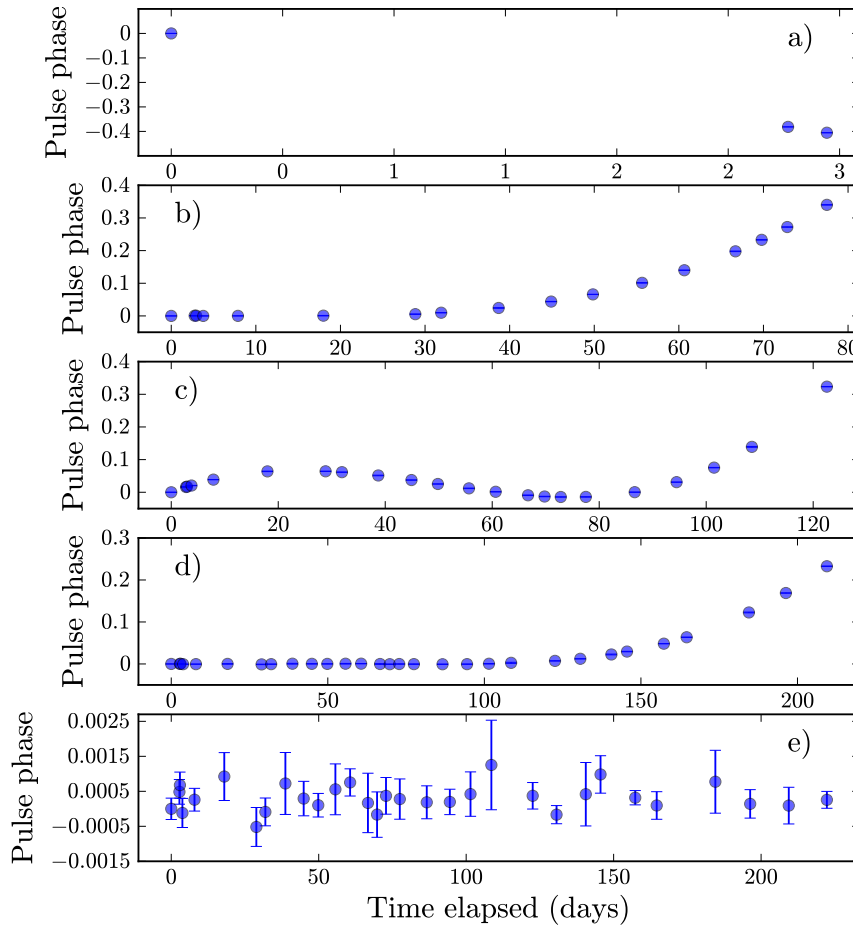 Pulse phase
a)
0
−0.1
−0.2
−0.3
−0.4
0 0 1 1 2 2 3
Pulse phase
b)
0.4
0.3
0.2
0.1
0
0 10 20 30 40 50 60 70 80
Pulse phase
c)
0.4
0.3
0.2
0.1
0
0 20 40 60 80 100 120
Pulse phase
d)
0.3
0.2
0.1
0
0 50 100 150 200
Pulse phase
e)
0.0025
0.0015
0.0005
−0.0005
−0.0015
0 50 100 150 200
Time elapsed (days)